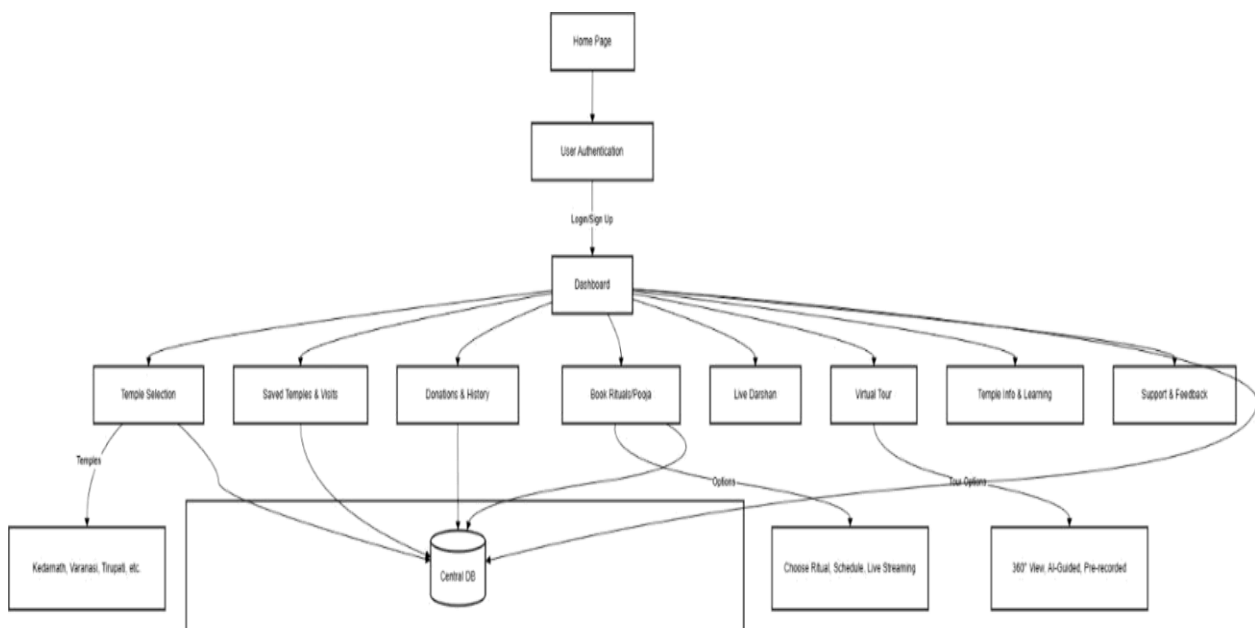 Home Page
User Authentication
Login/Sign Up
Dashboard
Temple Selection
Saved Temples & Visits
Donations & History
Book Rituals/Pooja
Live Darshan
Virtual Tour
Temple Info & Learning
Support & Feedback
Temples
Options
Tour Options
Kedarnath, Varanasi, Tirupati, etc.
Central DB
Choose Ritual, Schedule, Live Streaming
360° View, AI-Guided, Pre-recorded